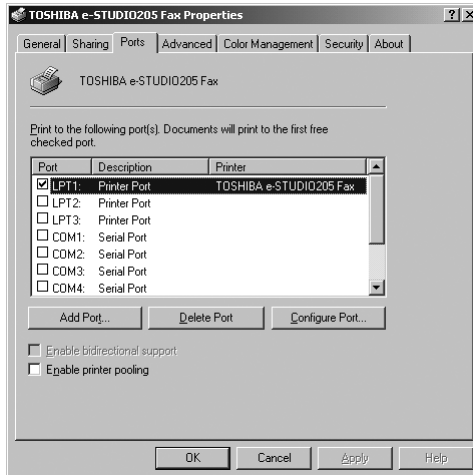 TOSHIBA e-STUDIO205 Fax Properties
General Sharing Ports Advanced Color Management Security About
TOSHIBA e-STUDIO205 Fax
Print to the following port(s). Documents will print to the first free
checked port.
Port Description Printer
LPT1: Printer Port TOSHIBA e-STUDIO205 Fax
LPT2: Printer Port
LPT3: Printer Port
COM1: Serial Port
COM2: Serial Port
COM3: Serial Port
COM4: Serial Port
Add Port... Delete Port Configure Port...
Enable bidirectional support
Enable printer pooling
OK Cancel Apply Help